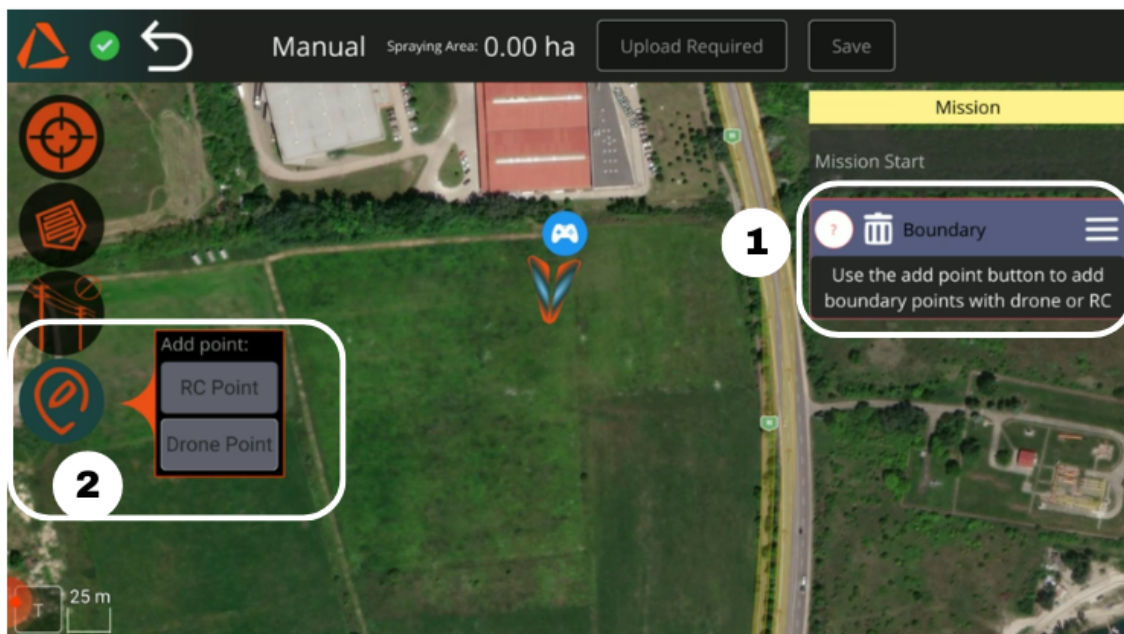 Manual Spraying Area: 0.00 ha Upload Required Save
Mission
Mission Start
1
? Boundary
Use the add point button to add
boundary points with drone or RC
Add point:
RC Point
Drone Point
2
T 25 m